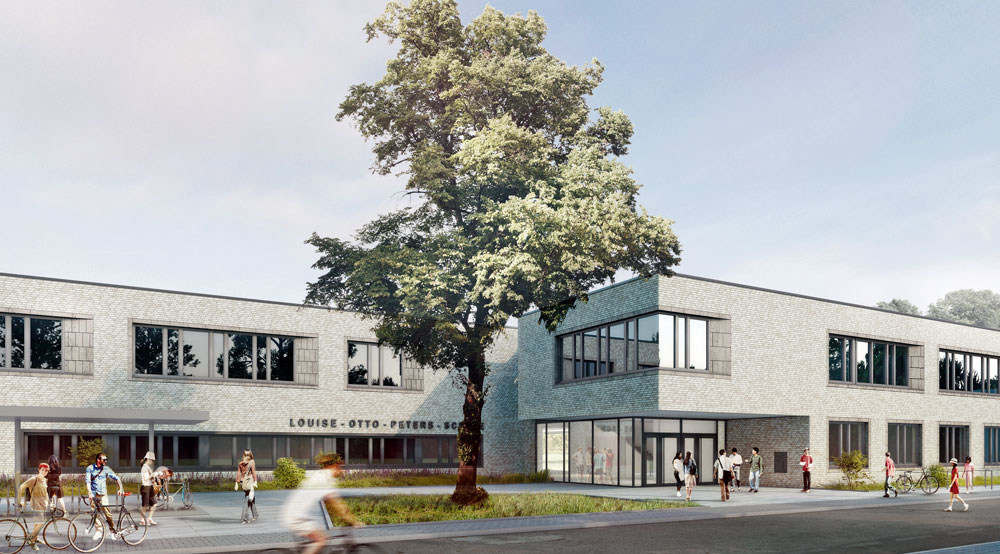 LOUISE - OTTO - PETERS -